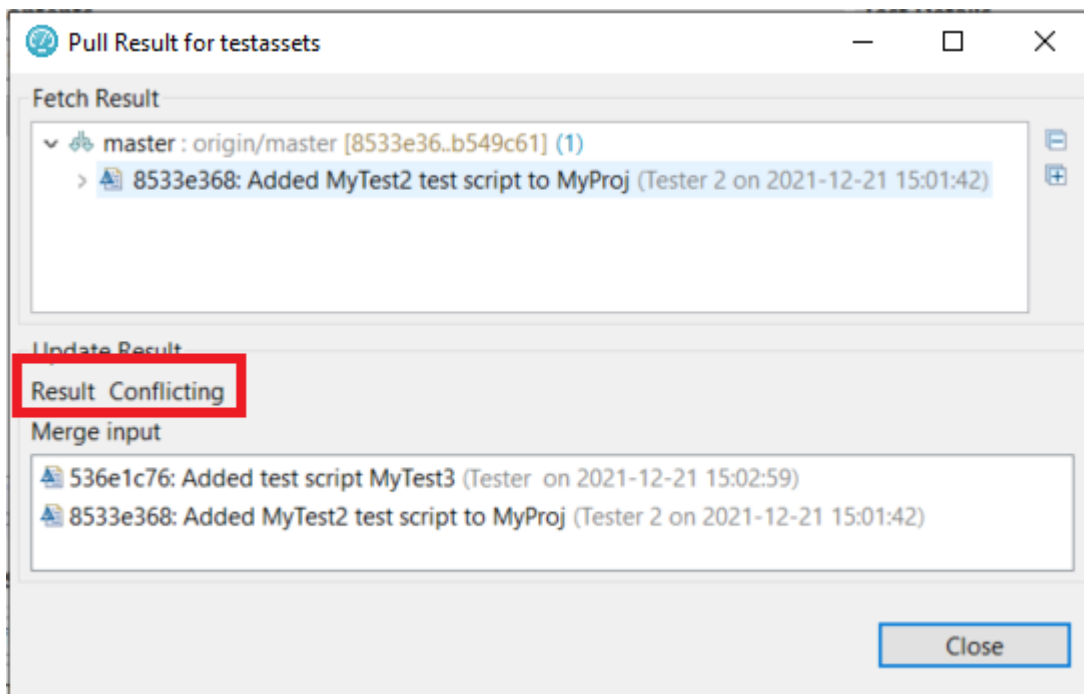 Pull Result for testassets
Fetch Result
master : origin/master [8533e36..b549c61] (1)
8533e368: Added MyTest2 test script to MyProj (Tester 2 on 2021-12-21 15:01:42)
Update Result
Result Conflicting
Merge input
536e1c76: Added test script MyTest3 (Tester on 2021-12-21 15:02:59)
8533e368: Added MyTest2 test script to MyProj (Tester 2 on 2021-12-21 15:01:42)
Close